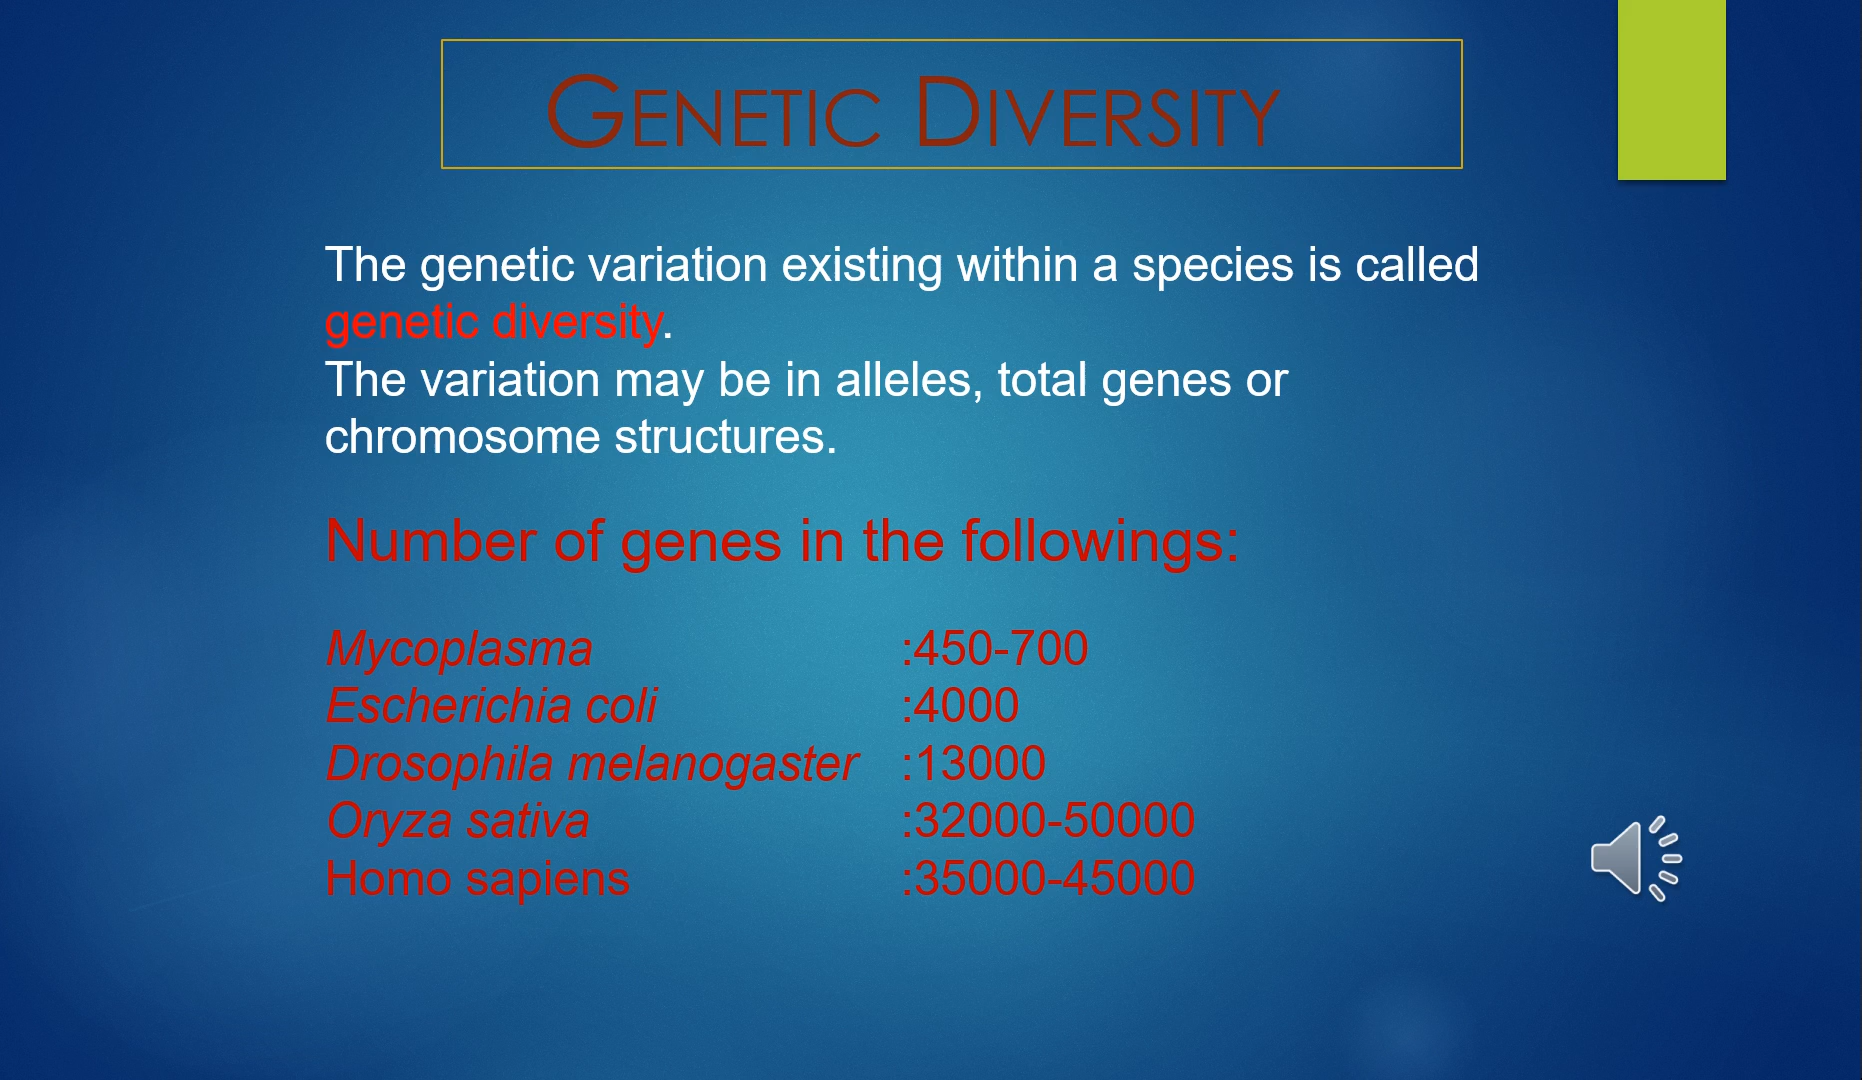 Genetic Diversity
The genetic variation existing within a species is called
genetic diversity.
The variation may be in alleles, total genes or
chromosome structures.
Number of genes in the followings:
Mycoplasma :450-700
Escherichia coli :4000
Drosophila melanogaster :13000
Oryza sativa :32000-50000
Homo sapiens :35000-45000